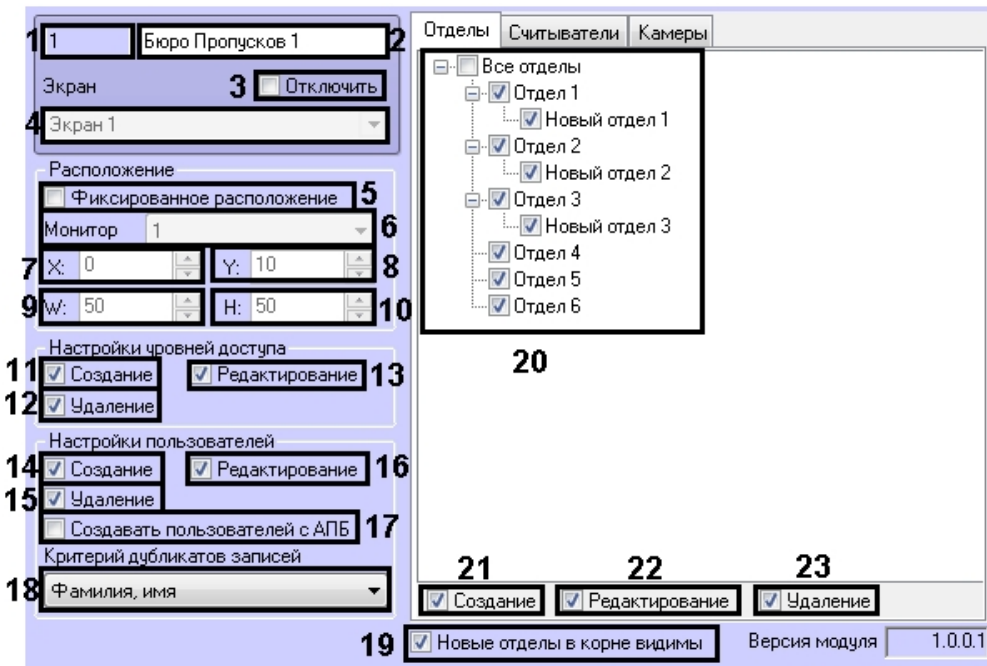 1 1 Бюро Пропусков 1 2
Экран 3 Отключить
4 Экран 1
Расположение
Фиксированное расположение 5
Монитор 1 6
7 X: 0 Y: 10 8
9 W: 50 H: 50 10
Настройки уровней доступа
11 Создание Редактирование 13
12 Удаление
Настройки пользователей
14 Создание Редактирование 16
15 Удаление
Создавать пользователей с АПБ 17
Критерий дубликатов записей
18 Фамилия, имя
Отделы Считыватели Камеры
Все отделы
Отдел 1
Новый отдел 1
Отдел 2
Новый отдел 2
Отдел 3
Новый отдел 3
Отдел 4
Отдел 5
Отдел 6
20
21 22 23
Создание Редактирование Удаление
19 Новые отделы в корне видимы Версия модуля 1.0.0.1